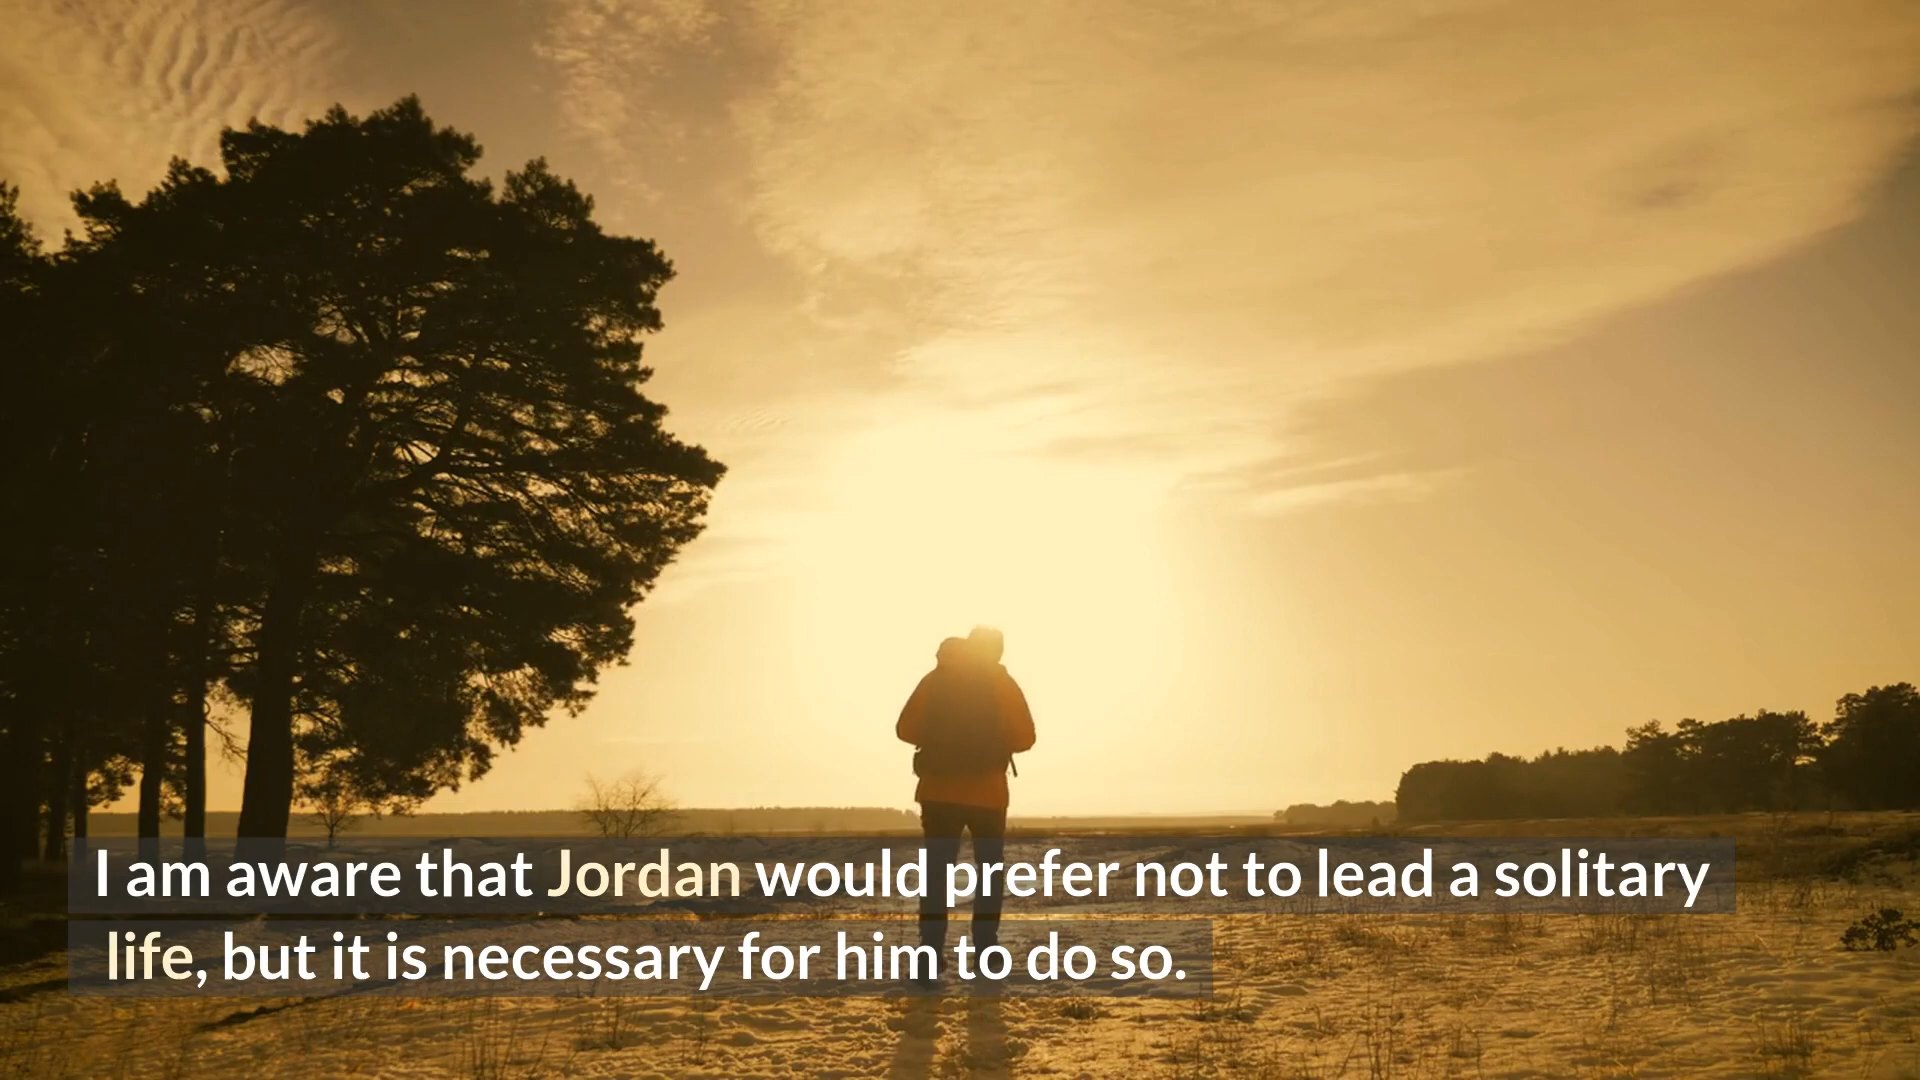 I am aware that Jordan would prefer not to lead a solitary
life, but it is necessary for him to do so.